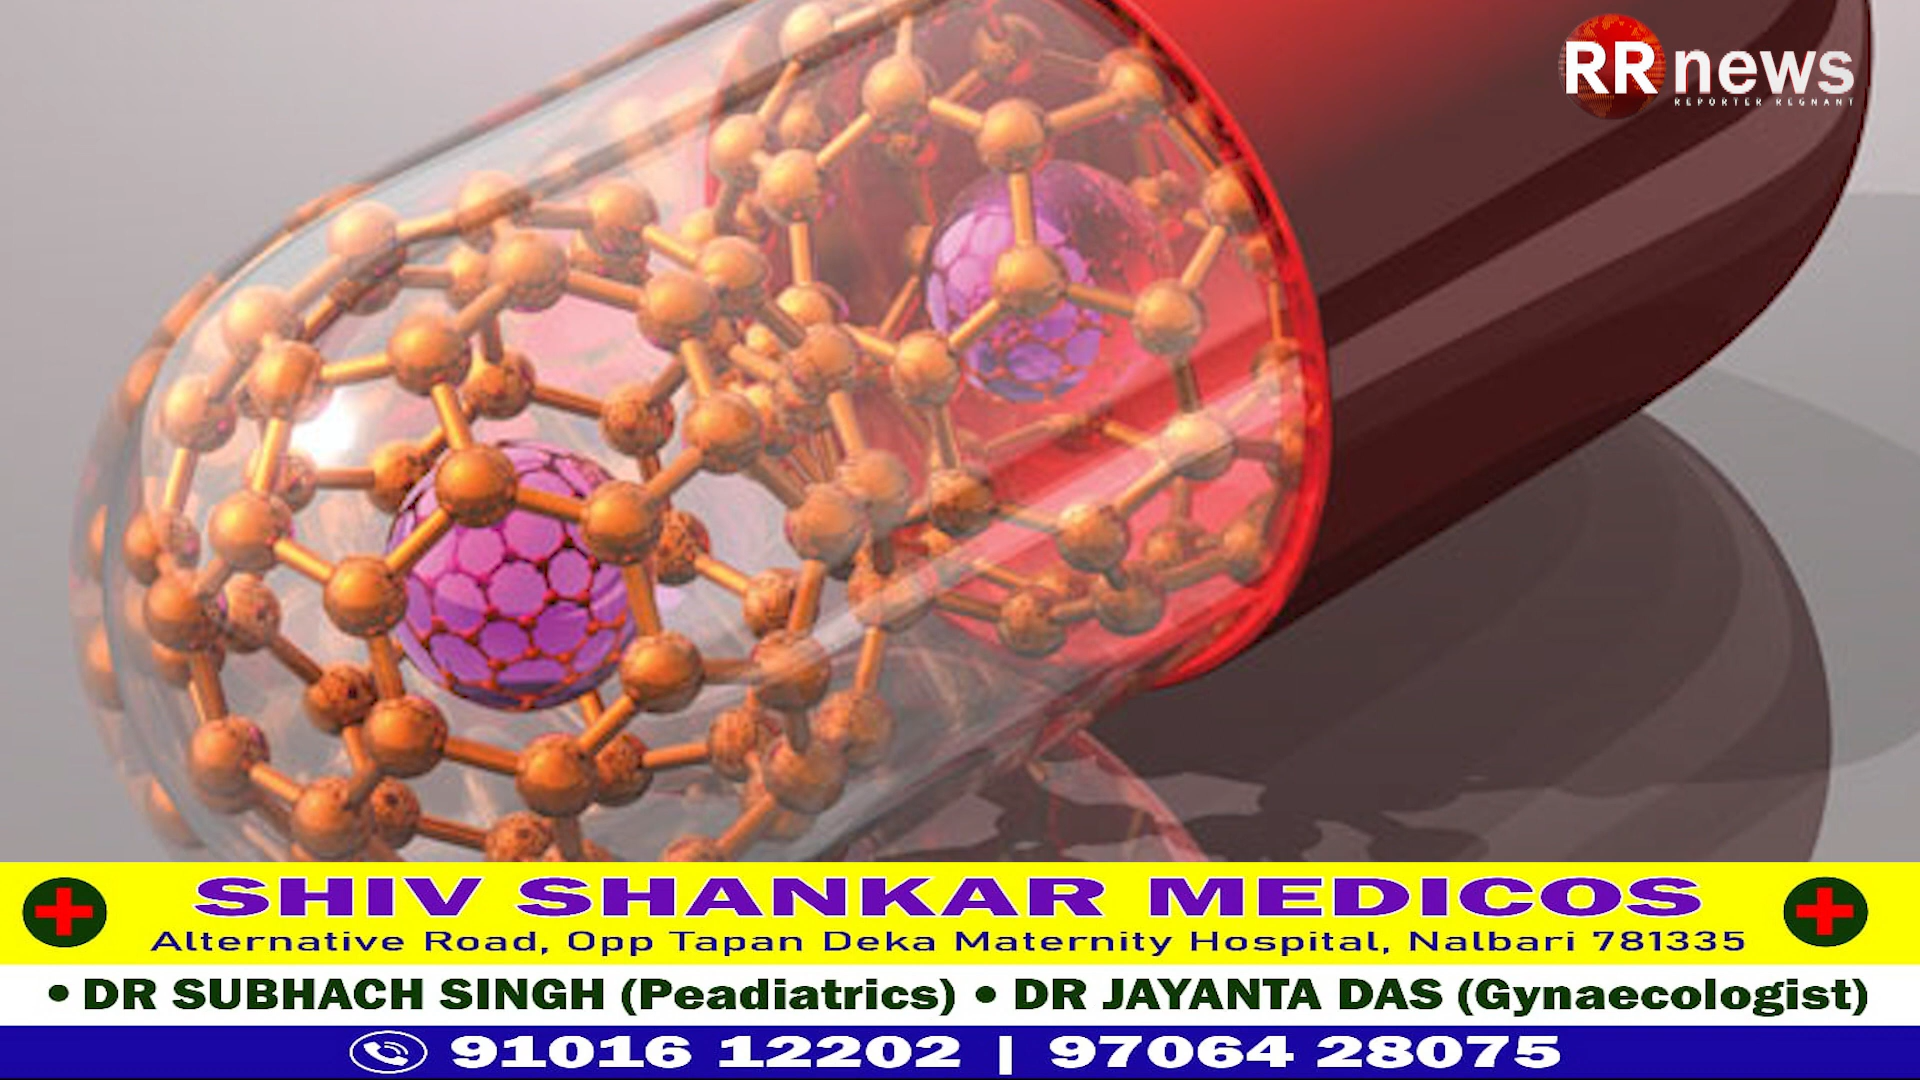 RR news
REPORTER REGNANT
SHIV SHANKAR MEDICOS
Alternative Road, Opp Tapan Deka Maternity Hospital, Nalbari 781335
• DR SUBHACH SINGH (Peadiatrics) • DR JAYANTA DAS (Gynaecologist)
91016 12202 | 97064 28075